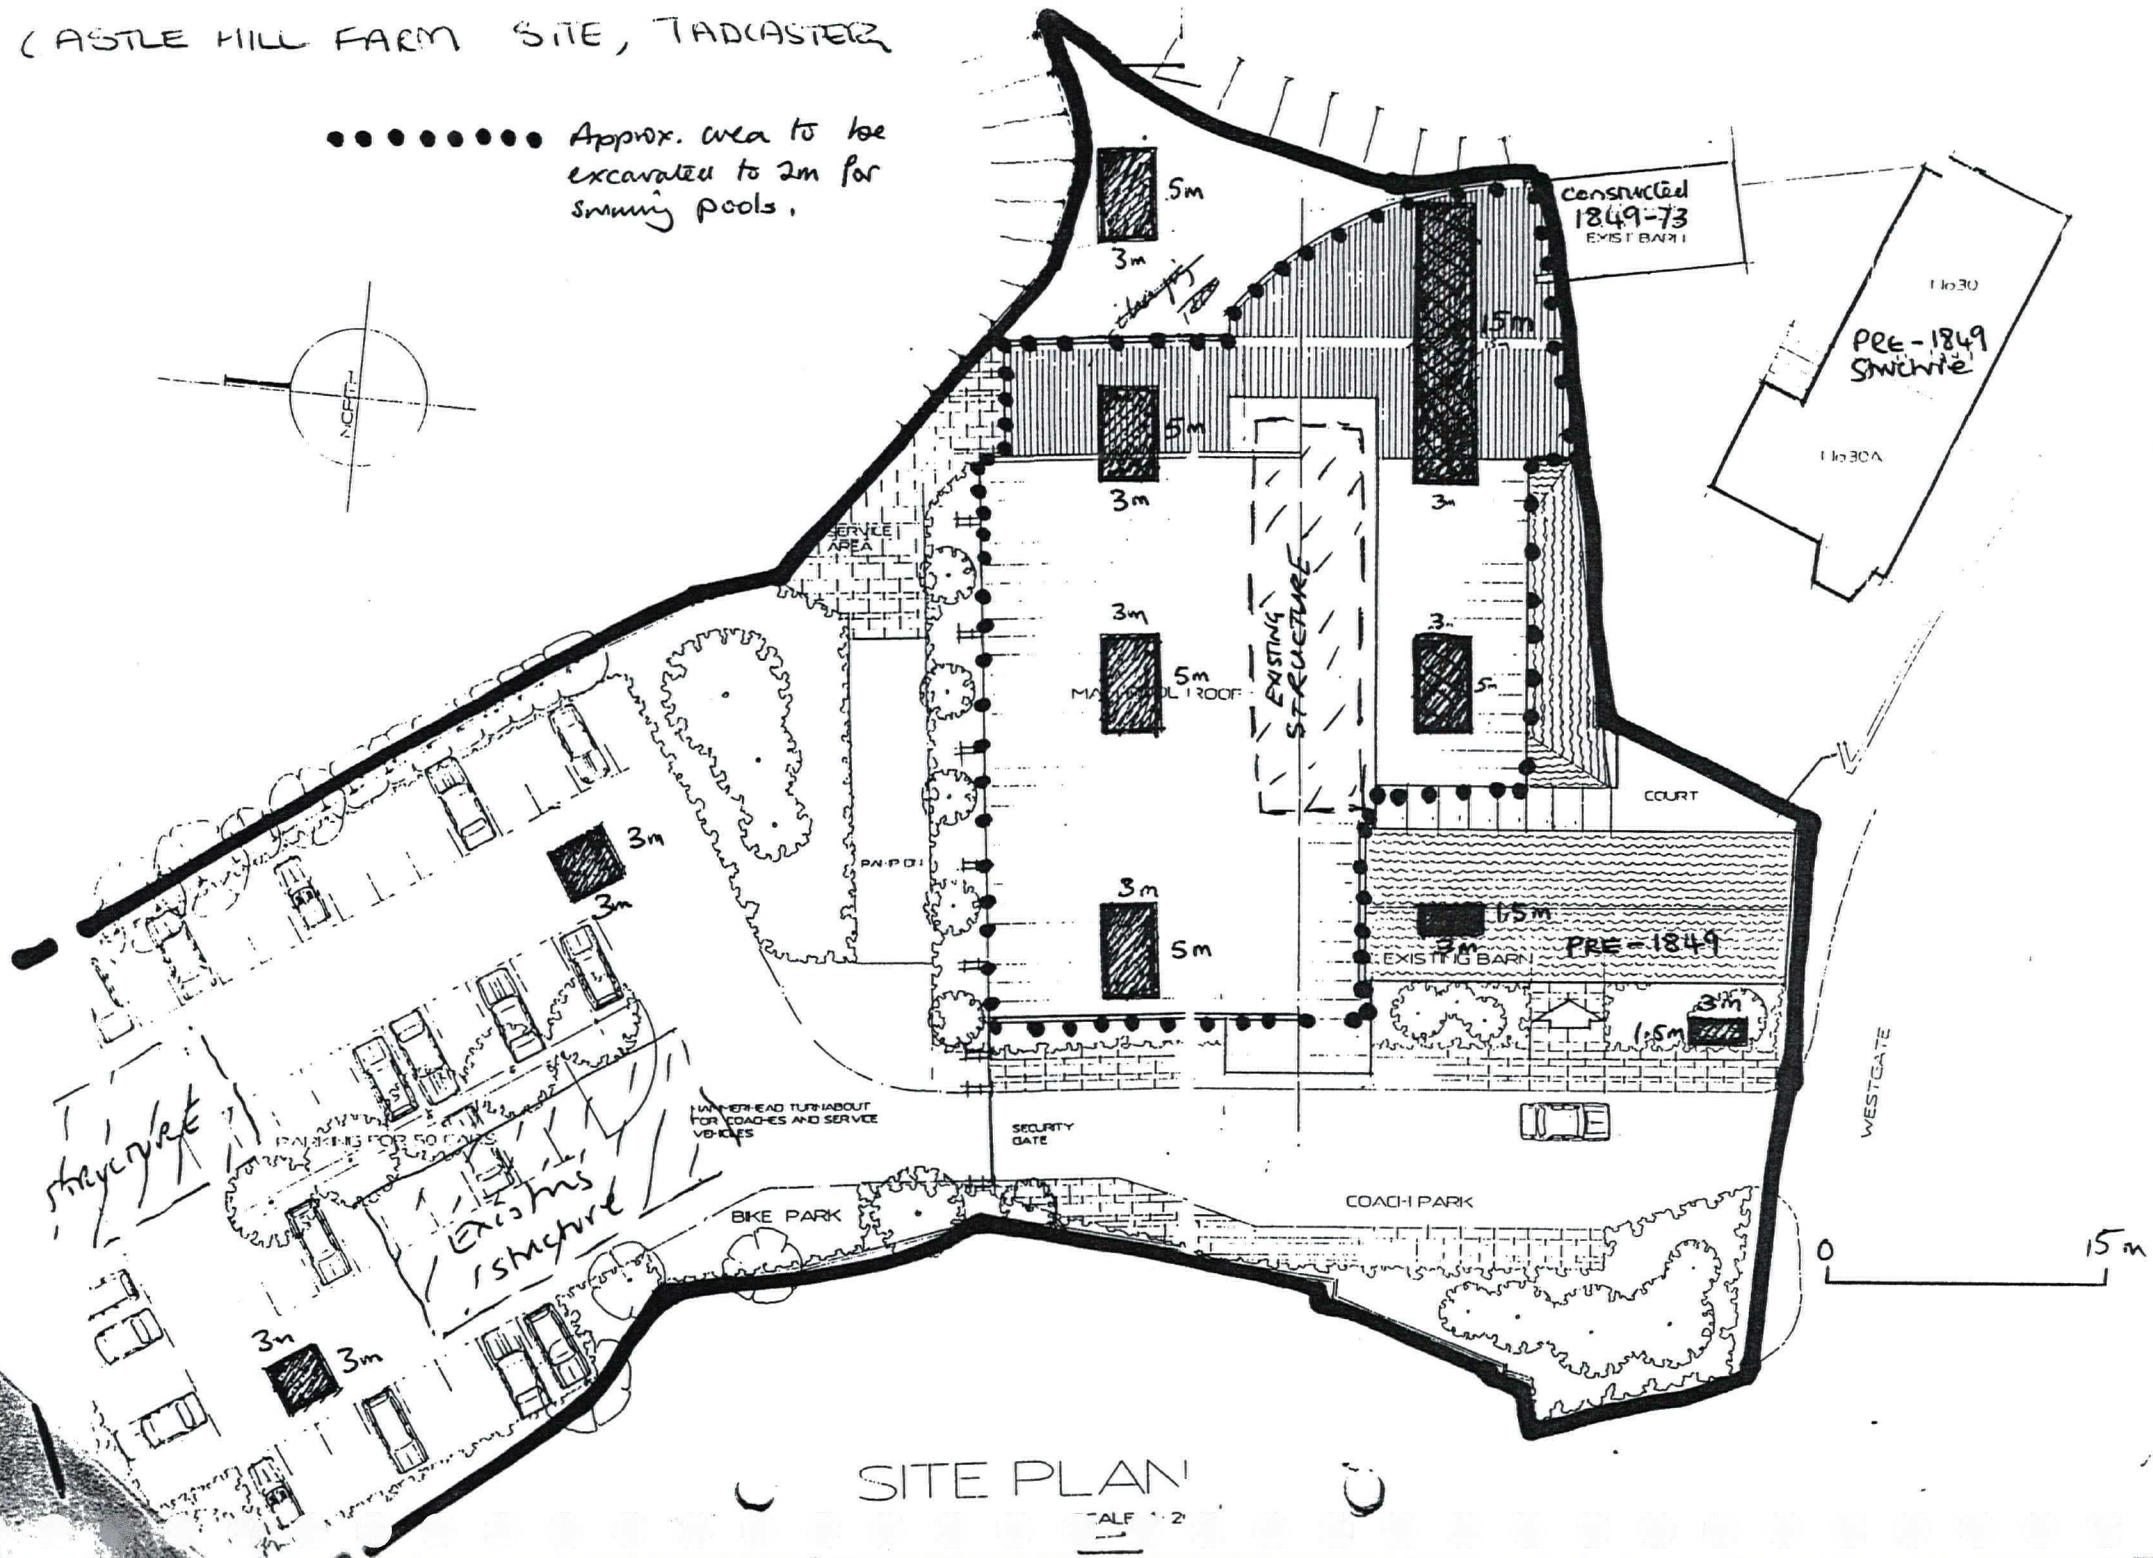 CASTLE HILL FARM SITE, TADCASTER
Approx. area to be
excavated to 2m for
pools.
NORTH
5m
3m
constructed
1849-73
EXIST BARN
No30
PRE-1849
Structure
No30A
15m
5m
3m
3m
SERVICE
AREA
EXISTING
STRUCTURE
3m
5m
3m
5m
ROOF
COURT
3m
3m
3m
5m
1.5m
3m
PRE-1849
EXISTING BARN
3m
1.5m
WESTGATE
structure
PARKING FOR 50 CARS
HAMMERHEAD TURNABOUT
FOR COACHES AND SERVICE
VEHICLES
SECURITY
GATE
Existing
structure
BIKE PARK
COACH PARK
0
15m
3m
3m
SITE PLAN